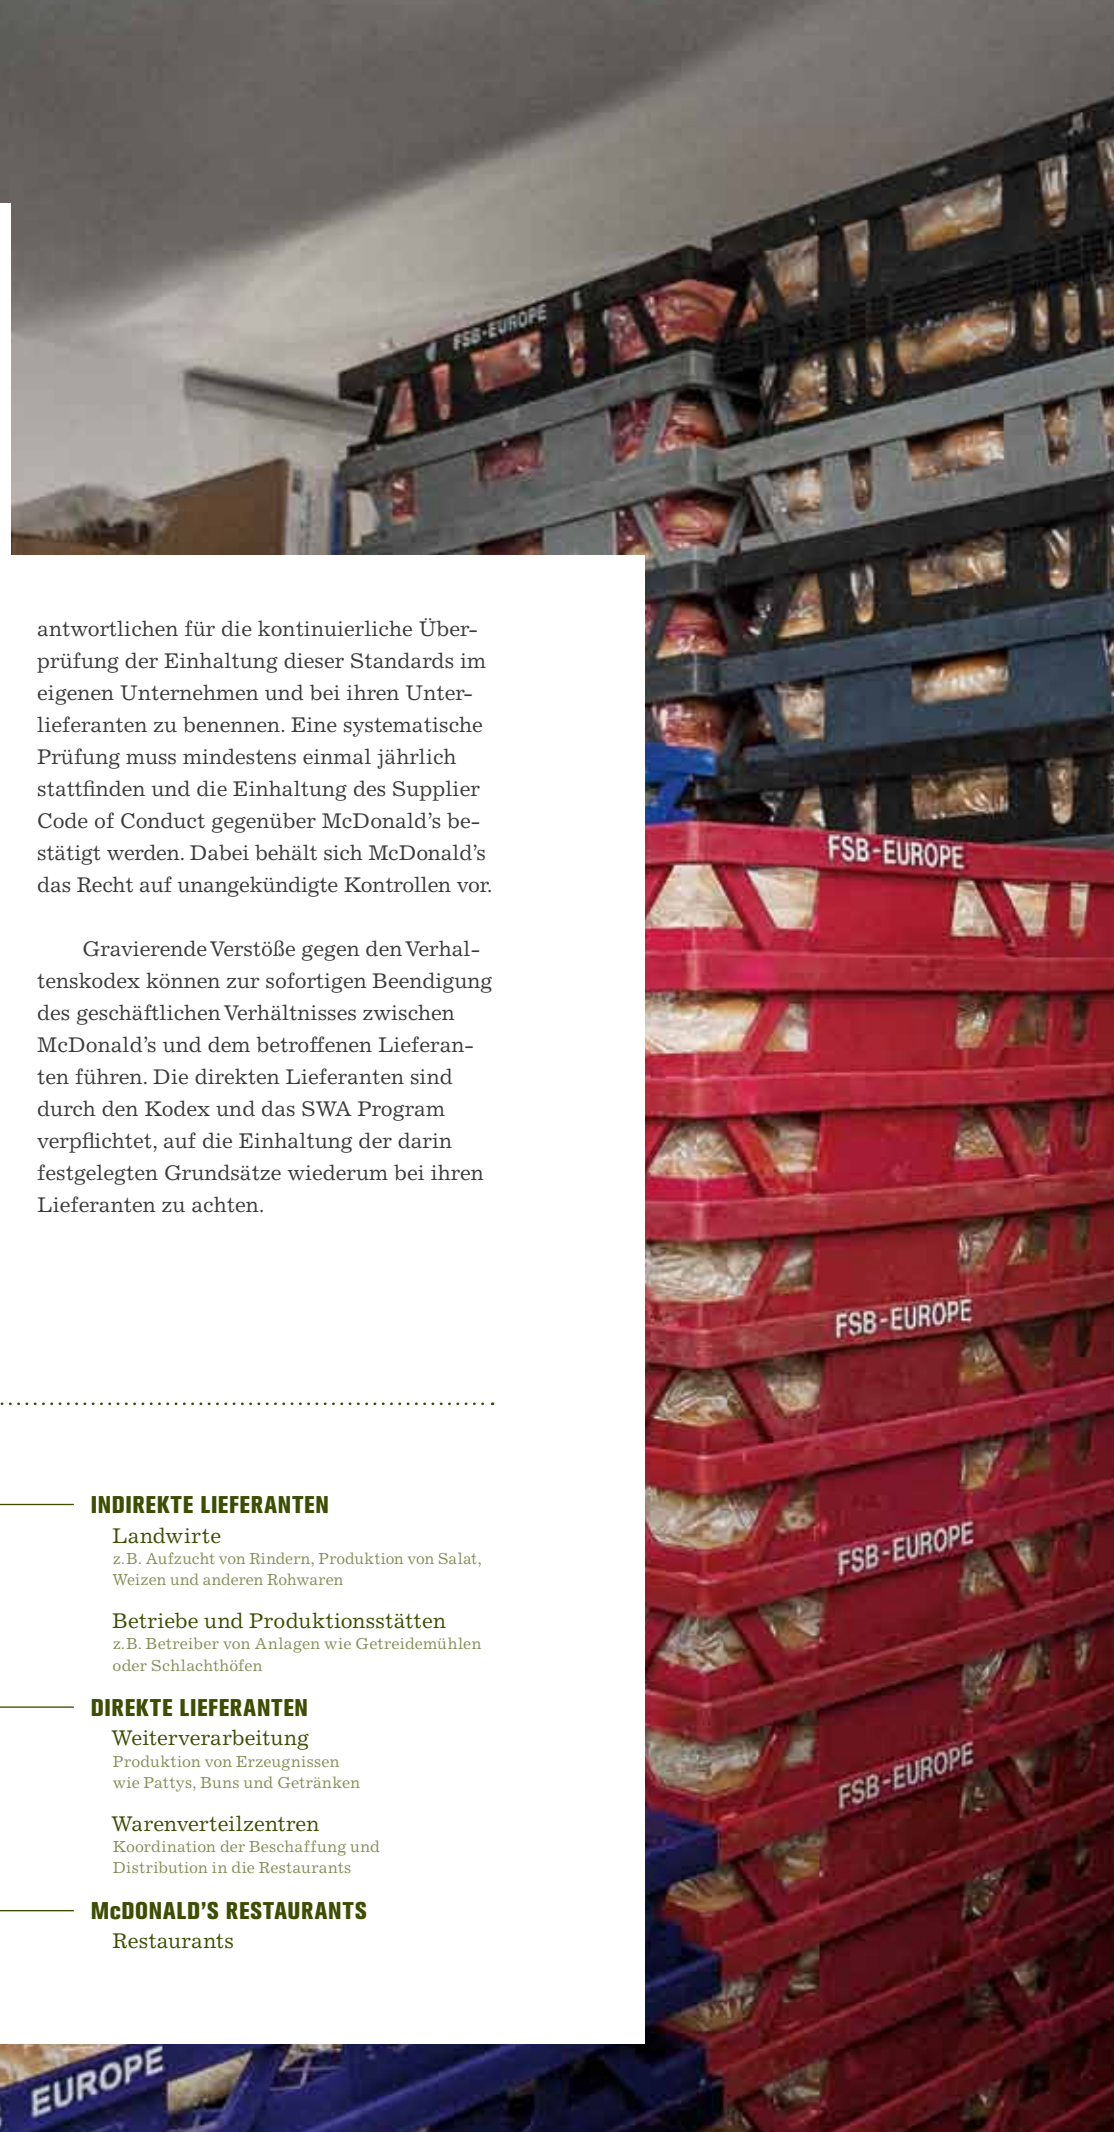 FSB-EUROPE
antwortlichen für die kontinuierliche Über-
prüfung der Einhaltung dieser Standards im
eigenen Unternehmen und bei ihren Unter-
lieferanten zu benennen. Eine systematische
Prüfung muss mindestens einmal jährlich
stattfinden und die Einhaltung des Supplier
Code of Conduct gegenüber McDonald’s be-
stätigt werden. Dabei behält sich McDonald’s
das Recht auf unangekündigte Kontrollen vor.
Gravierende Verstöße gegen den Verhal-
tenskodex können zur sofortigen Beendigung
des geschäftlichen Verhältnisses zwischen
McDonald’s und dem betroffenen Lieferan-
ten führen. Die direkten Lieferanten sind
durch den Kodex und das SWA Program
verpflichtet, auf die Einhaltung der darin
festgelegten Grundsätze wiederum bei ihren
Lieferanten zu achten.
INDIREKTE LIEFERANTEN
Landwirte
z.B. Aufzucht von Rindern, Produktion von Salat,
Weizen und anderen Rohwaren
Betriebe und Produktionsstätten
z.B. Betreiber von Anlagen wie Getreidemühlen
oder Schlachthöfen
DIREKTE LIEFERANTEN
Weiterverarbeitung
Produktion von Erzeugnissen
wie Pattys, Buns und Getränken
Warenverteilzentren
Koordination der Beschaffung und
Distribution in die Restaurants
McDONALD’S RESTAURANTS
Restaurants
FSB-EUROPE
FSB-EUROPE
FSB-EUROPE
FSB-EUROPE
EUROPE